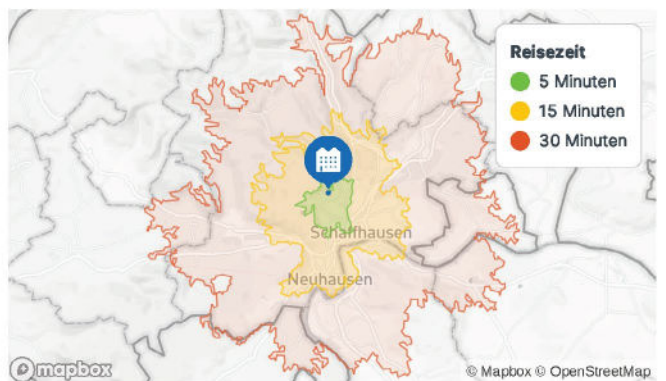 Reisezeit
5 Minuten
15 Minuten
30 Minuten
Schaffhausen
Neuhausen
mapbox
© Mapbox © OpenStreetMap